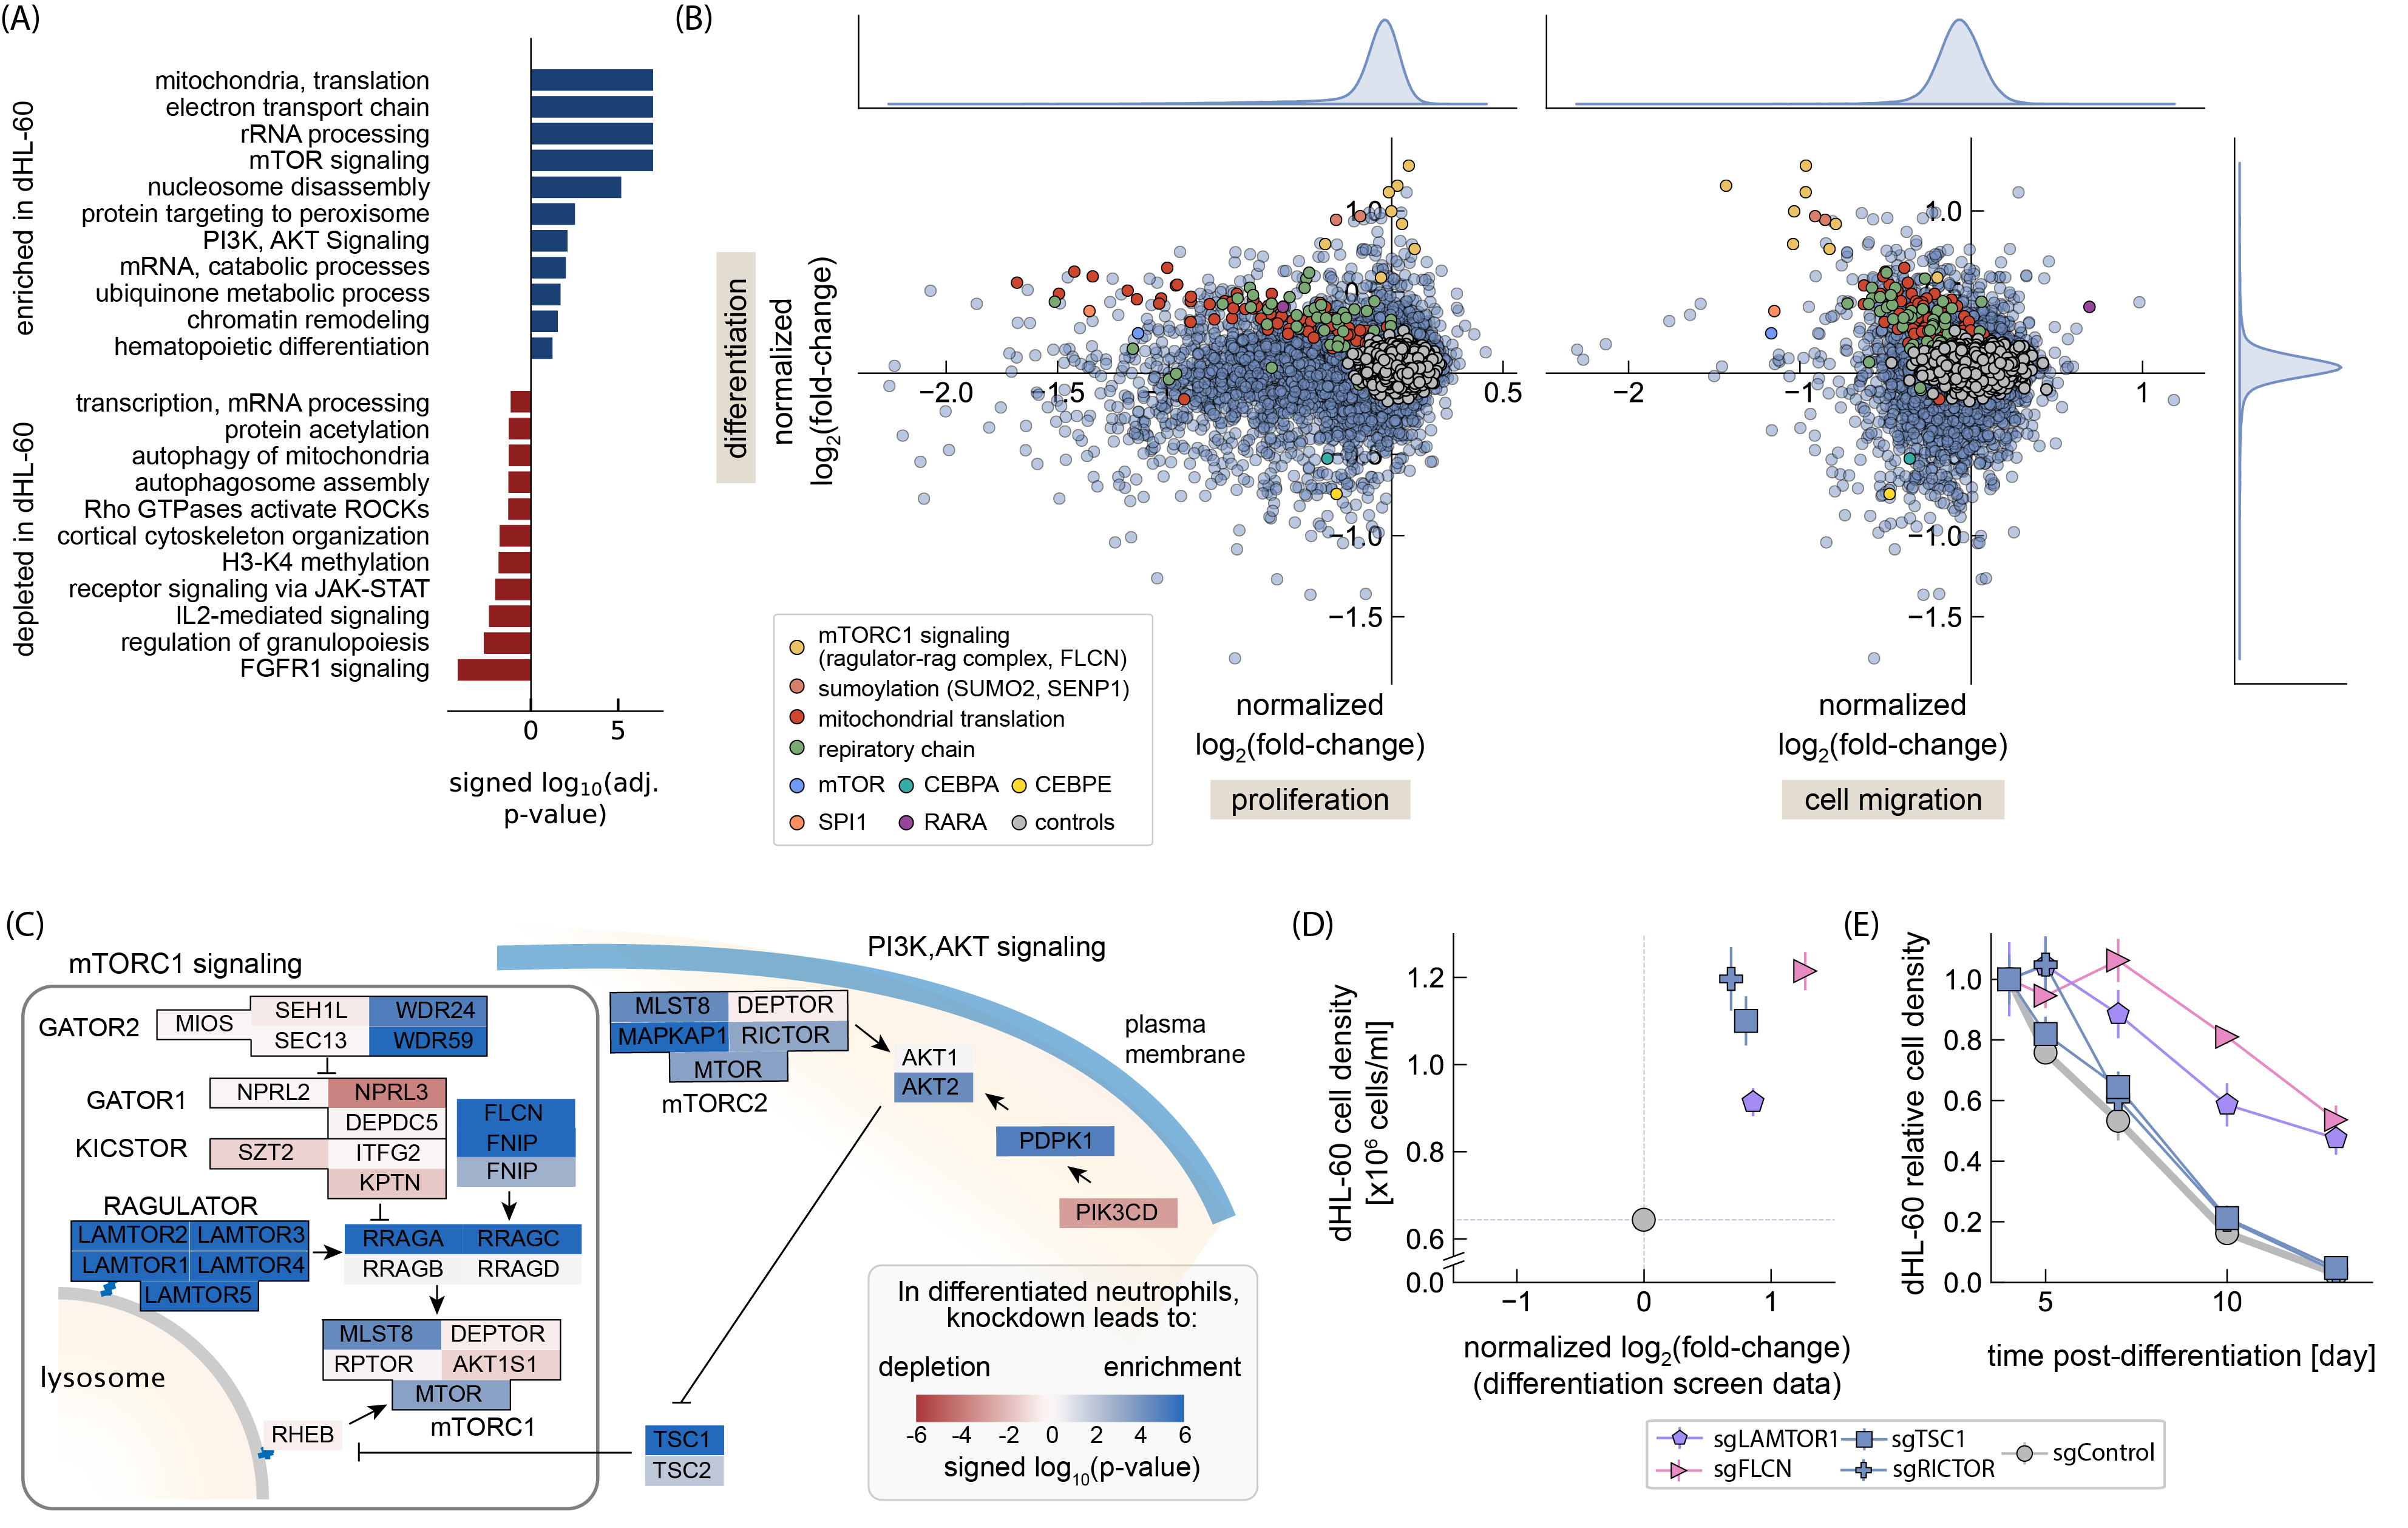 (A)
enriched in dHL-60
mitochondria, translation
electron transport chain
rRNA processing
mTOR signaling
nucleosome disassembly
protein targeting to peroxisome
PI3K, AKT Signaling
mRNA, catabolic processes
ubiquinone metabolic process
chromatin remodeling
hematopoietic differentiation
depleted in dHL-60
transcription, mRNA processing
protein acetylation
autophagy of mitochondria
autophagosome assembly
Rho GTPases activate ROCKs
cortical cytoskeleton organization
H3-K4 methylation
receptor signaling via JAK-STAT
IL2-mediated signaling
regulation of granulopoiesis
FGFR1 signaling
0 5
signed log10(adj.
p-value)
(B)
differentiation
normalized
log2(fold-change)
1.0
0
5
−1.0
−1.5
−2.0 −1.5 0.5
normalized
log2(fold-change)
proliferation
1.0
−1.0
−1.5
−2 −1 1
normalized
log2(fold-change)
cell migration
mTORC1 signaling
(ragulator-rag complex, FLCN)
sumoylation (SUMO2, SENP1)
mitochondrial translation
repiratory chain
mTOR CEBPA CEBPE
SPI1 RARA controls
(C)
mTORC1 signaling
GATOR2
MIOS
SEH1L WDR24
SEC13 WDR59
GATOR1
NPRL2 NPRL3
DEPDC5
KICSTOR
SZT2 ITFG2
KPTN
FLCN
FNIP
FNIP
RAGULATOR
LAMTOR2 LAMTOR3
LAMTOR1 LAMTOR4
LAMTOR5
RRAGA RRAGC
RRAGB RRAGD
MLST8 DEPTOR
RPTOR AKT1S1
MTOR
mTORC1
lysosome
RHEB
PI3K,AKT signaling
MLST8 DEPTOR
MAPKAP1 RICTOR
MTOR
mTORC2
AKT1
AKT2
PDPK1
PIK3CD
plasma
membrane
TSC1
TSC2
In differentiated neutrophils,
knockdown leads to:
depletion enrichment
-6 -4 -2 0 2 4 6
signed log10(p-value)
(D)
dHL-60 cell density
[x10⁶ cells/ml]
1.2
1.0
0.8
0.6
0.0
−1 0 1
normalized log2(fold-change)
(differentiation screen data)
(E)
dHL-60 relative cell density
1.0
0.8
0.6
0.4
0.2
0.0
5 10
time post-differentiation [day]
sgLAMTOR1 sgTSC1 sgControl
sgFLCN sgRICTOR